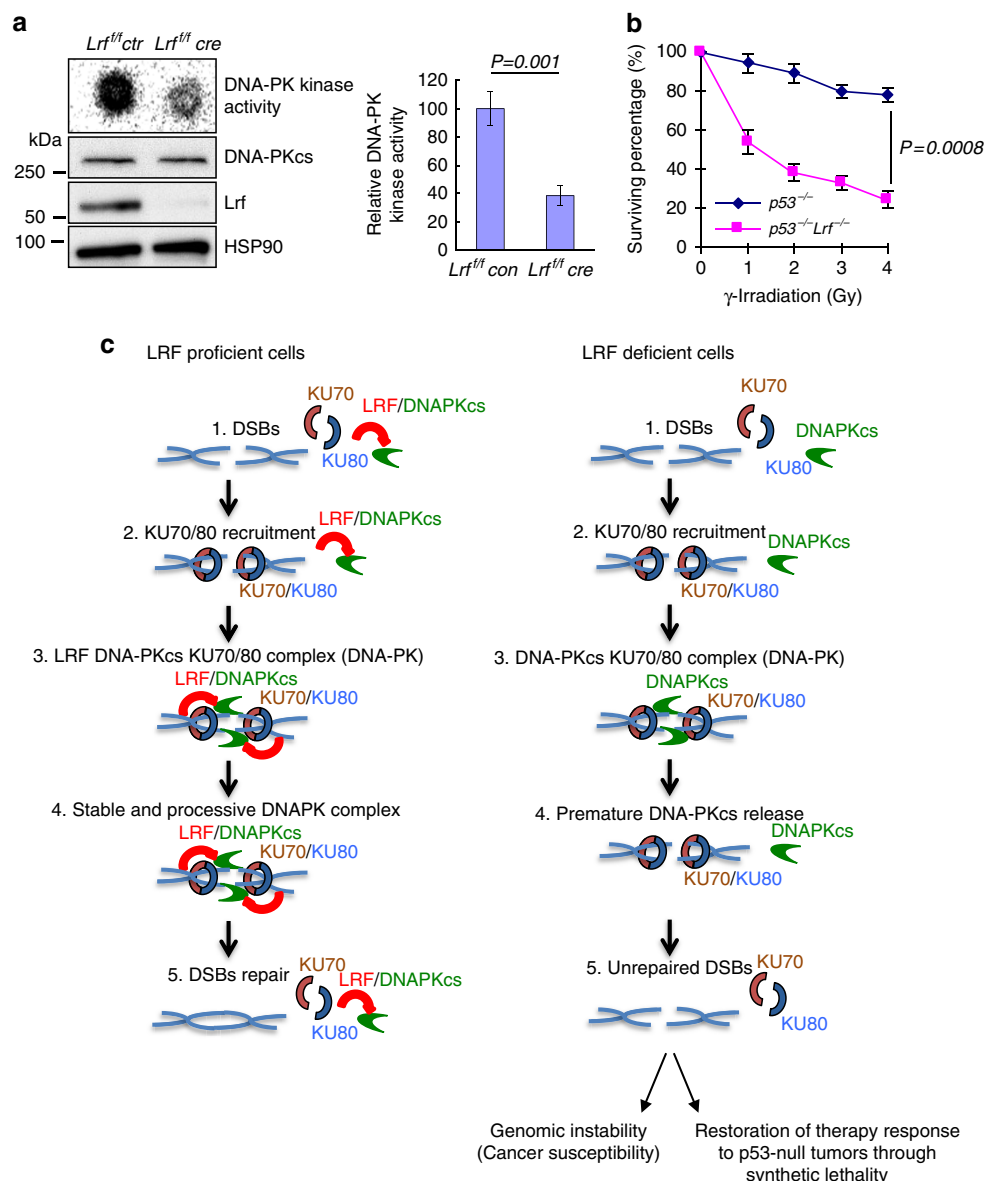 a
Lrf f/f ctr Lrf f/f cre
DNA-PK kinase
activity
kDa
DNA-PKcs
250
Lrf
50
100
HSP90
P=0.001
Relative DNA-PK
kinase activity
120
100
80
60
40
20
0
Lrf f/f con Lrf f/f cre
b
Surviving percentage (%)
100
80
60
40
20
0
P=0.0008
p53−/−
p53−/−Lrf−/−
0 1 2 3 4
γ-Irradiation (Gy)
c
LRF proficient cells
KU70
LRF/DNAPKcs
1. DSBs
KU80
2. KU70/80 recruitment
LRF/DNAPKcs
KU70/KU80
3. LRF DNA-PKcs KU70/80 complex (DNA-PK)
LRF/DNAPKcs
KU70/KU80
4. Stable and processive DNAPK complex
LRF/DNAPKcs
KU70/KU80
5. DSBs repair
KU70
LRF/DNAPKcs
KU80
LRF deficient cells
KU70
1. DSBs
DNAPKcs
KU80
2. KU70/80 recruitment
DNAPKcs
KU70/KU80
3. DNA-PKcs KU70/80 complex (DNA-PK)
DNAPKcs
KU70/KU80
4. Premature DNA-PKcs release
DNAPKcs
KU70/KU80
5. Unrepaired DSBs
KU70
KU80
Genomic instability
(Cancer susceptibility)
Restoration of therapy response
to p53-null tumors through
synthetic lethality